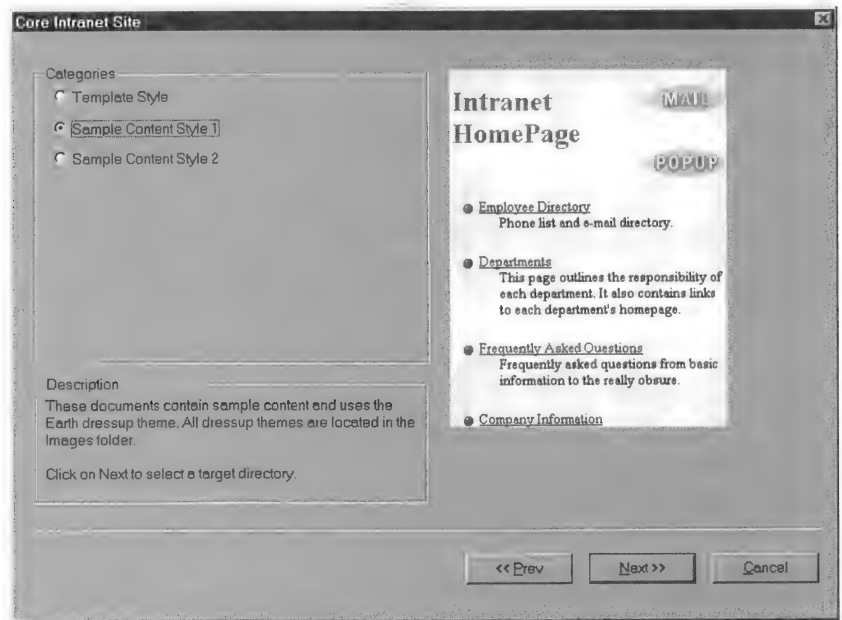 Core Intranet Site
Categories
Template Style
Sample Content Style 1
Sample Content Style 2
Description
These documents contain sample content and uses the
Earth dressup theme. All dressup themes are located in the
Images folder.
Click on Next to select a target directory.
Intranet
HomePage
MAIL
POPUP
Employee Directory
Phone list and e-mail directory.
Departments
This page outlines the responsibility of
each department. It also contains links
to each department's homepage.
Frequently Asked Questions
Frequently asked questions from basic
information to the really obsure.
Company Information
<< Prev
Next >>
Cancel